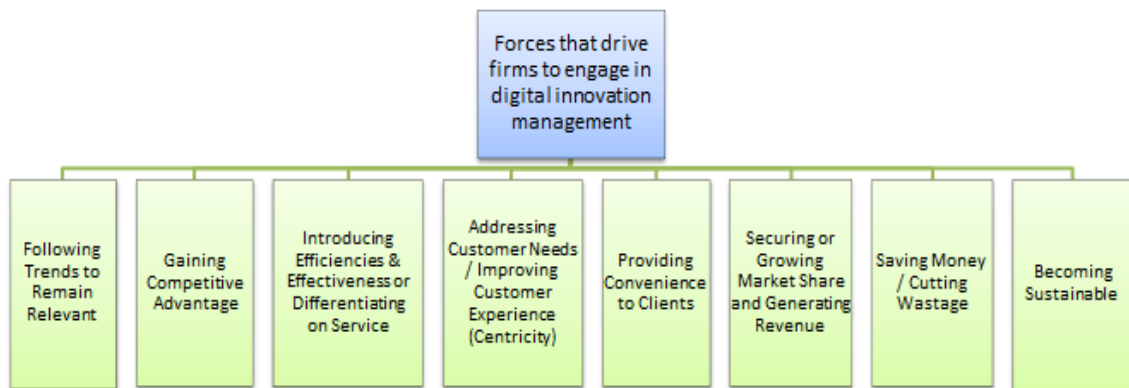 Forces that drive
firms to engage in
digital innovation
management
Following
Trends to
Remain
Relevant
Gaining
Competitive
Advantage
Introducing
Efficiencies &
Effectiveness or
Differentiating
on Service
Addressing
Customer Needs
/ Improving
Customer
Experience
(Centricity)
Providing
Convenience
to Clients
Securing or
Growing
Market Share
and Generating
Revenue
Saving Money
/ Cutting
Wastage
Becoming
Sustainable